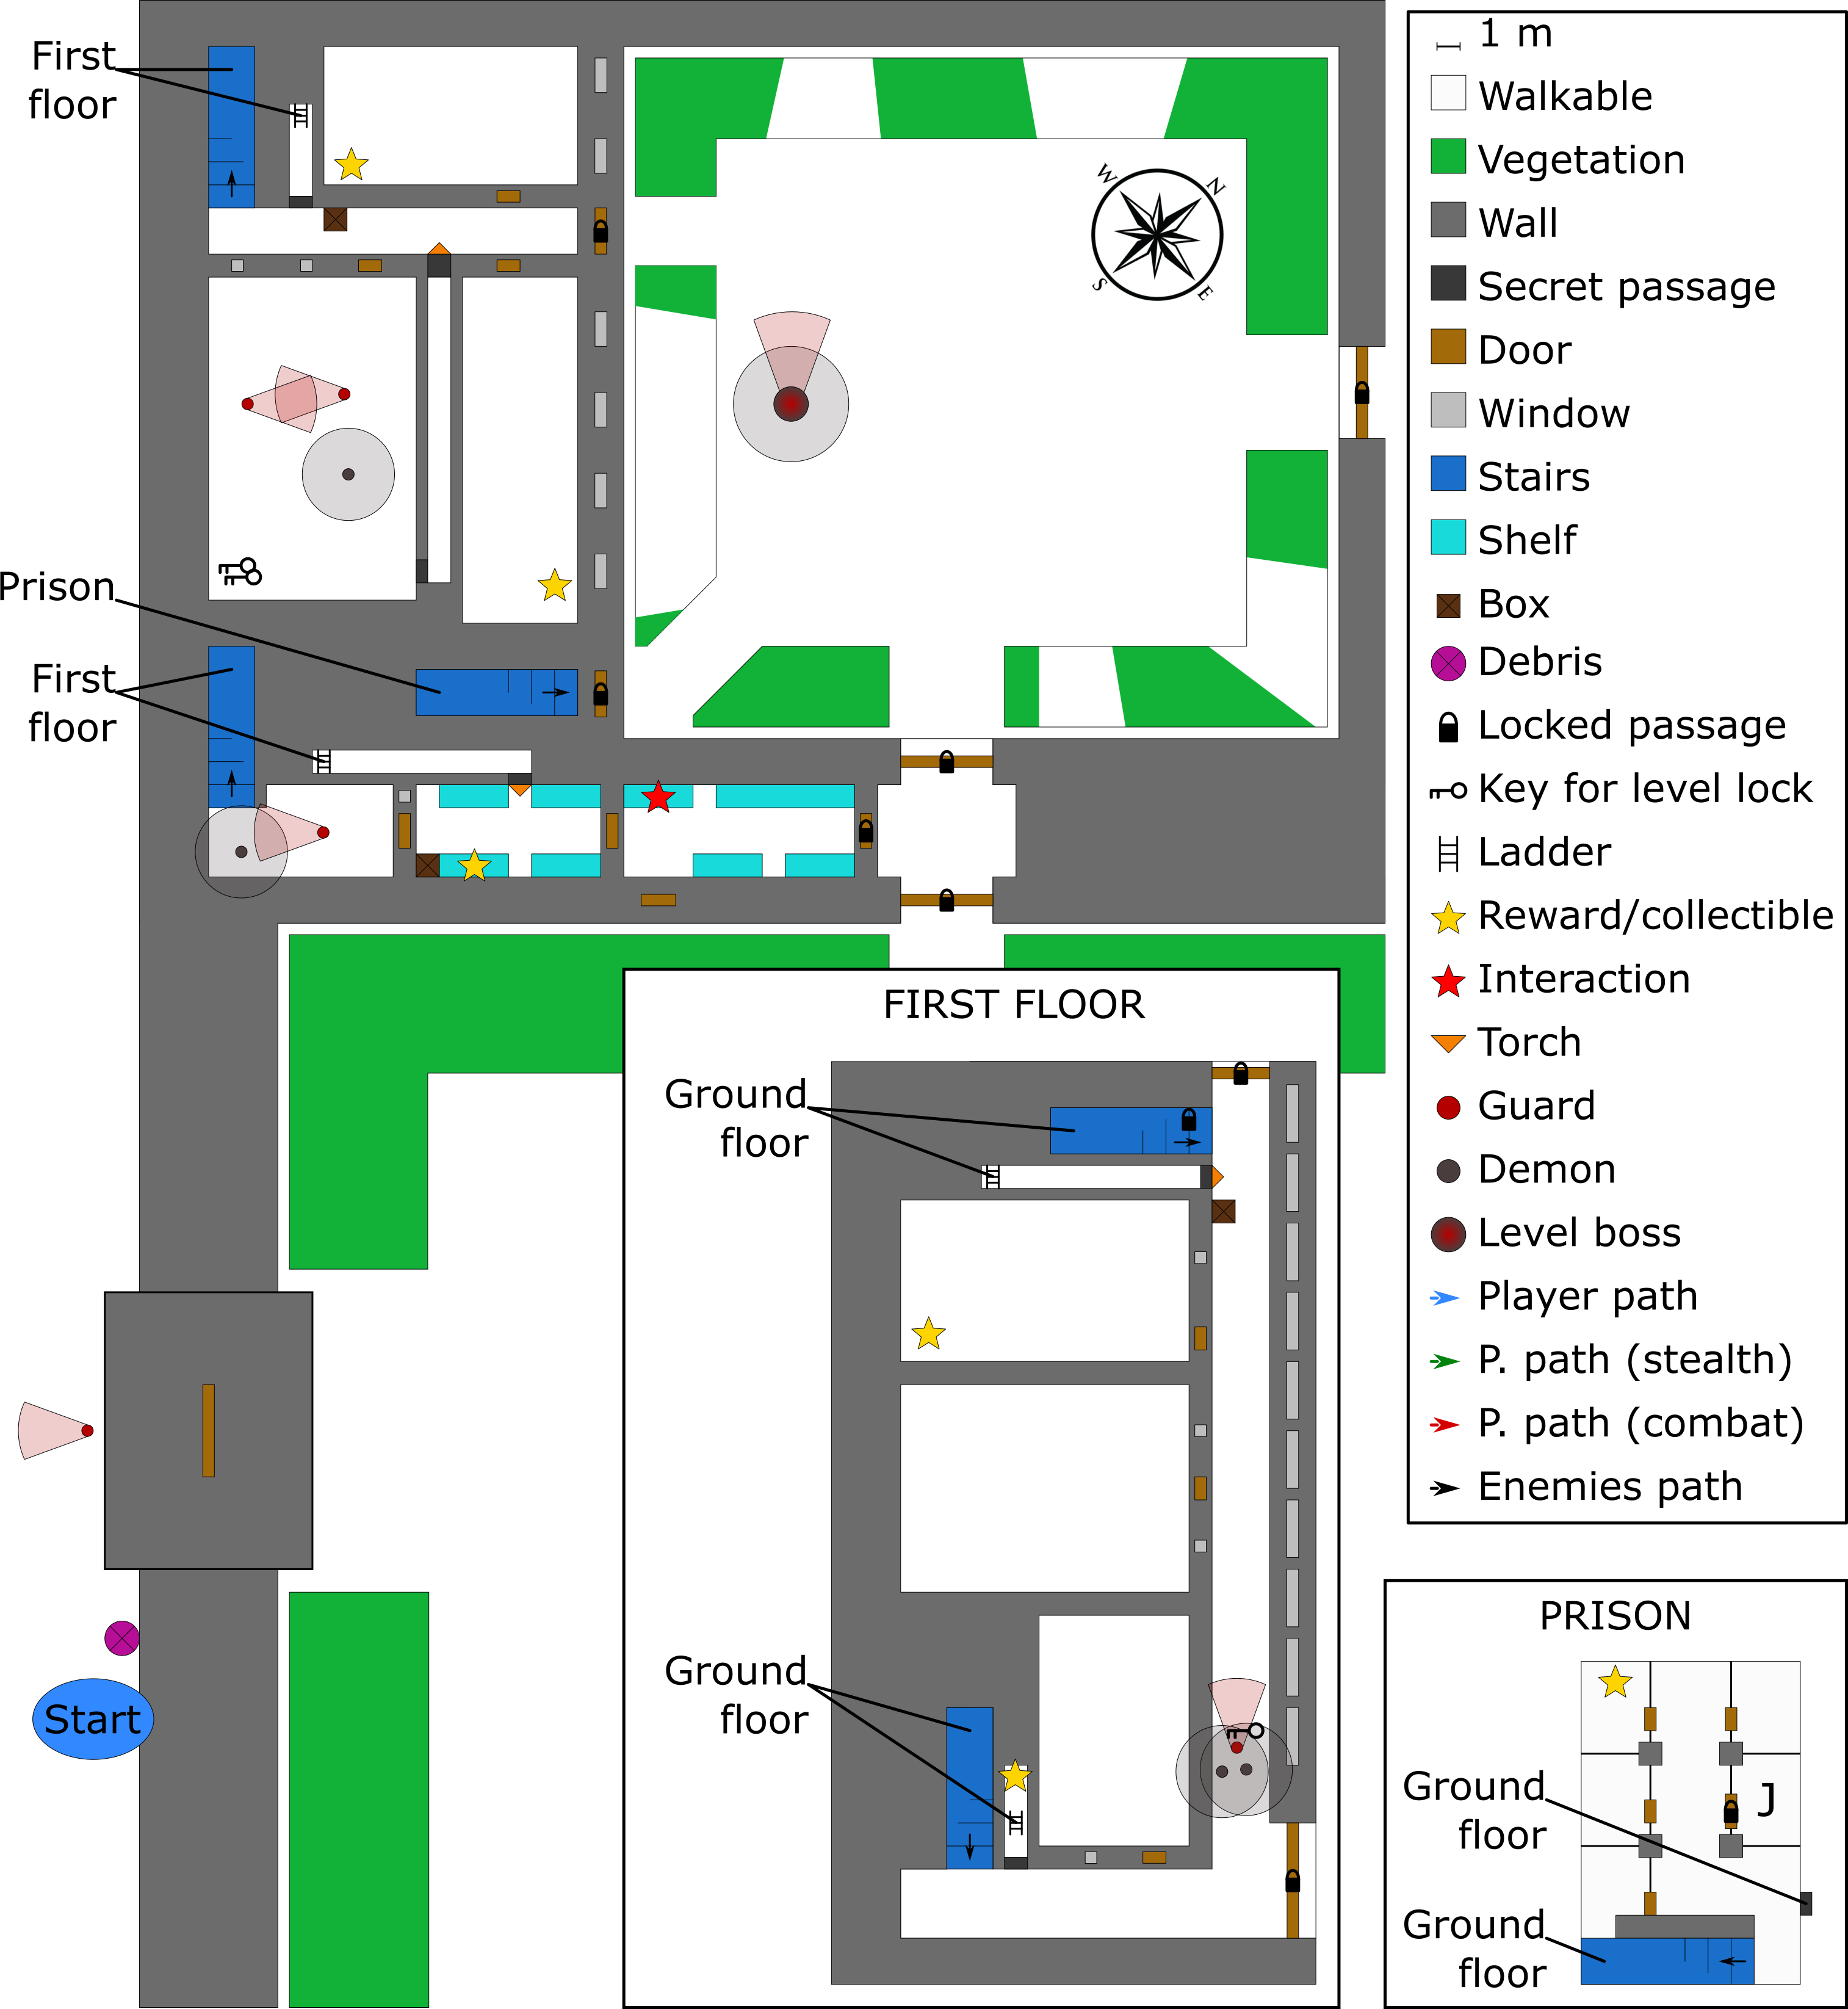 First
floor
Prison
First
floor
Start
W
N
S
E
1 m
Walkable
Vegetation
Wall
Secret passage
Door
Window
Stairs
Shelf
Box
Debris
Locked passage
Key for level lock
Ladder
Reward/collectible
Interaction
Torch
Guard
Demon
Level boss
Player path
P. path (stealth)
P. path (combat)
Enemies path
FIRST FLOOR
Ground
floor
Ground
floor
PRISON
J
Ground
floor
Ground
floor